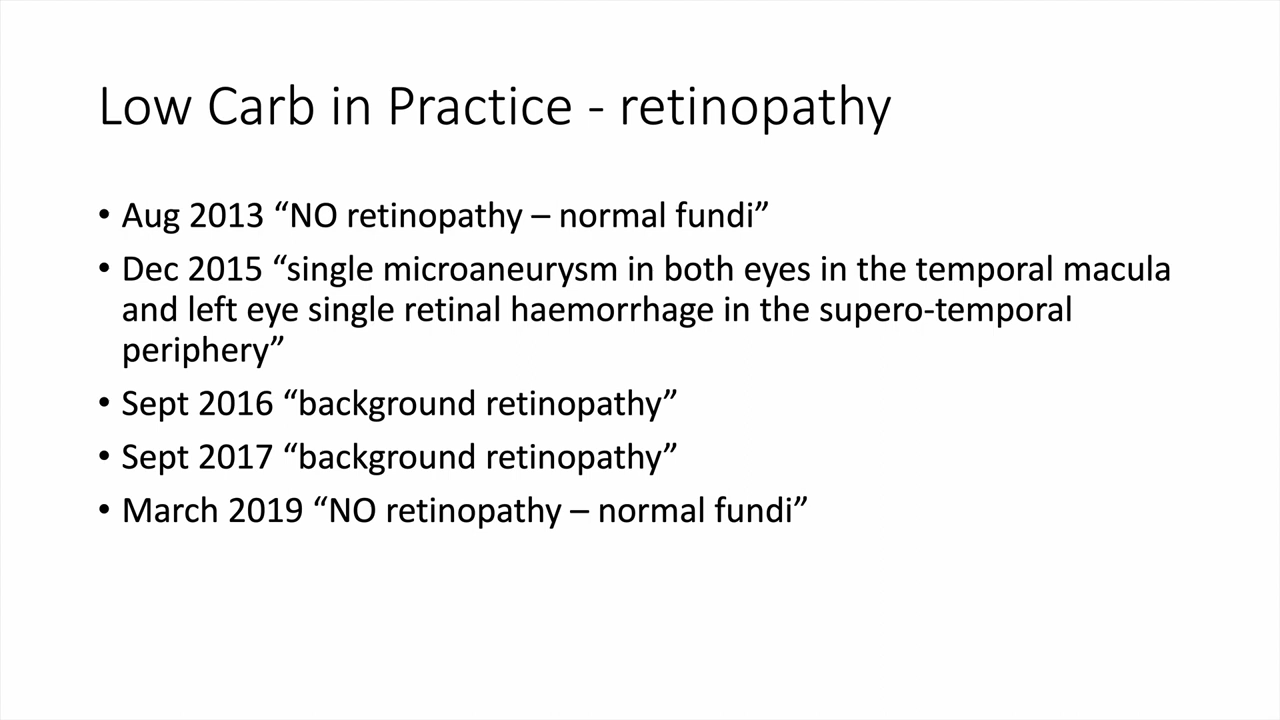 Low Carb in Practice - retinopathy
• Aug 2013 “NO retinopathy – normal fundi”
• Dec 2015 “single microaneurysm in both eyes in the temporal macula
and left eye single retinal haemorrhage in the supero-temporal
periphery”
• Sept 2016 “background retinopathy”
• Sept 2017 “background retinopathy”
• March 2019 “NO retinopathy – normal fundi”